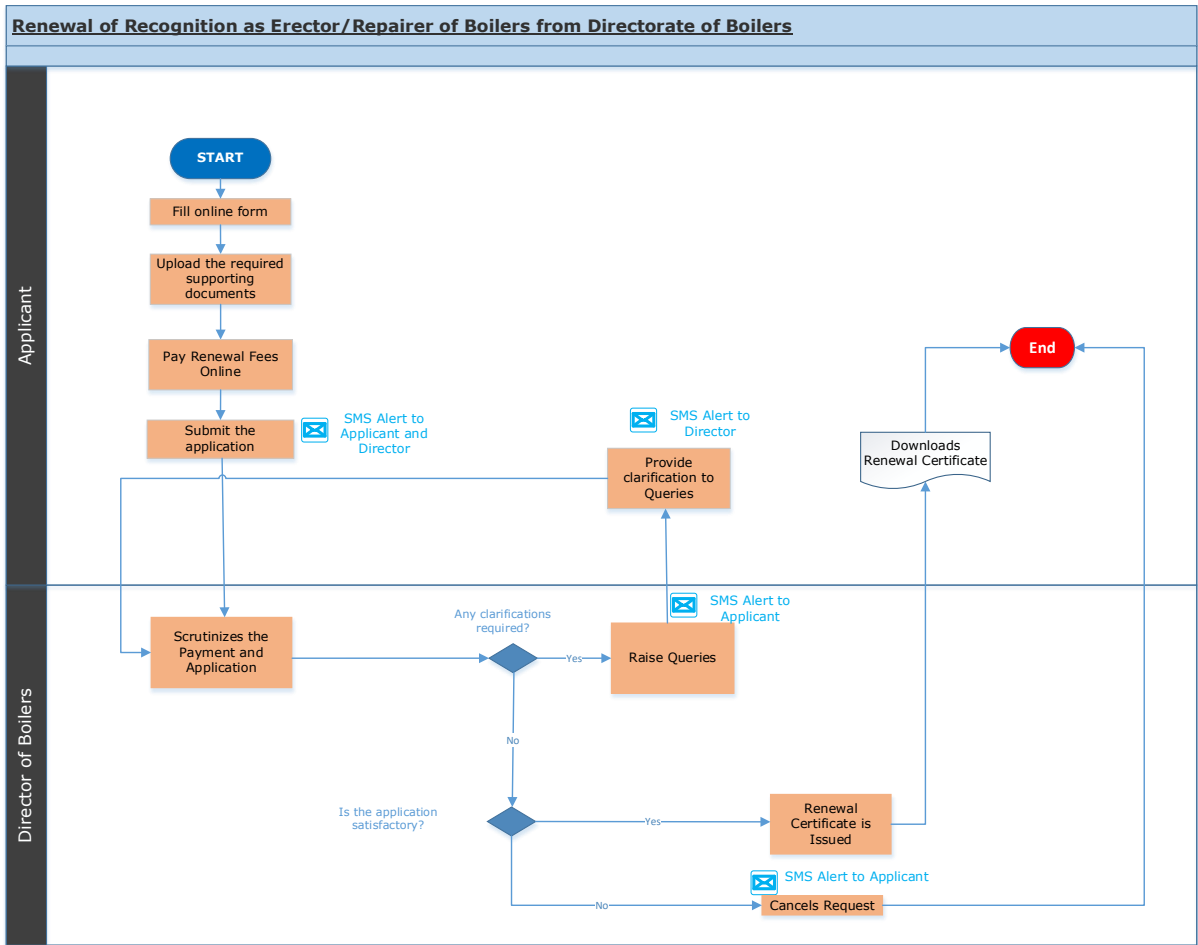 Renewal of Recognition as Erector/Repairer of Boilers from Directorate of Boilers
Applicant
START
Fill online form
Upload the required
supporting
documents
Pay Renewal Fees
Online
Submit the
application
SMS Alert to
Applicant and
Director
SMS Alert to
Director
Provide
clarification to
Queries
Downloads
Renewal Certificate
End
Director of Boilers
Scrutinizes the
Payment and
Application
Any clarifications
required?
Yes
Raise Queries
SMS Alert to
Applicant
No
Is the application
satisfactory?
Yes
Renewal
Certificate is
Issued
No
SMS Alert to Applicant
Cancels Request